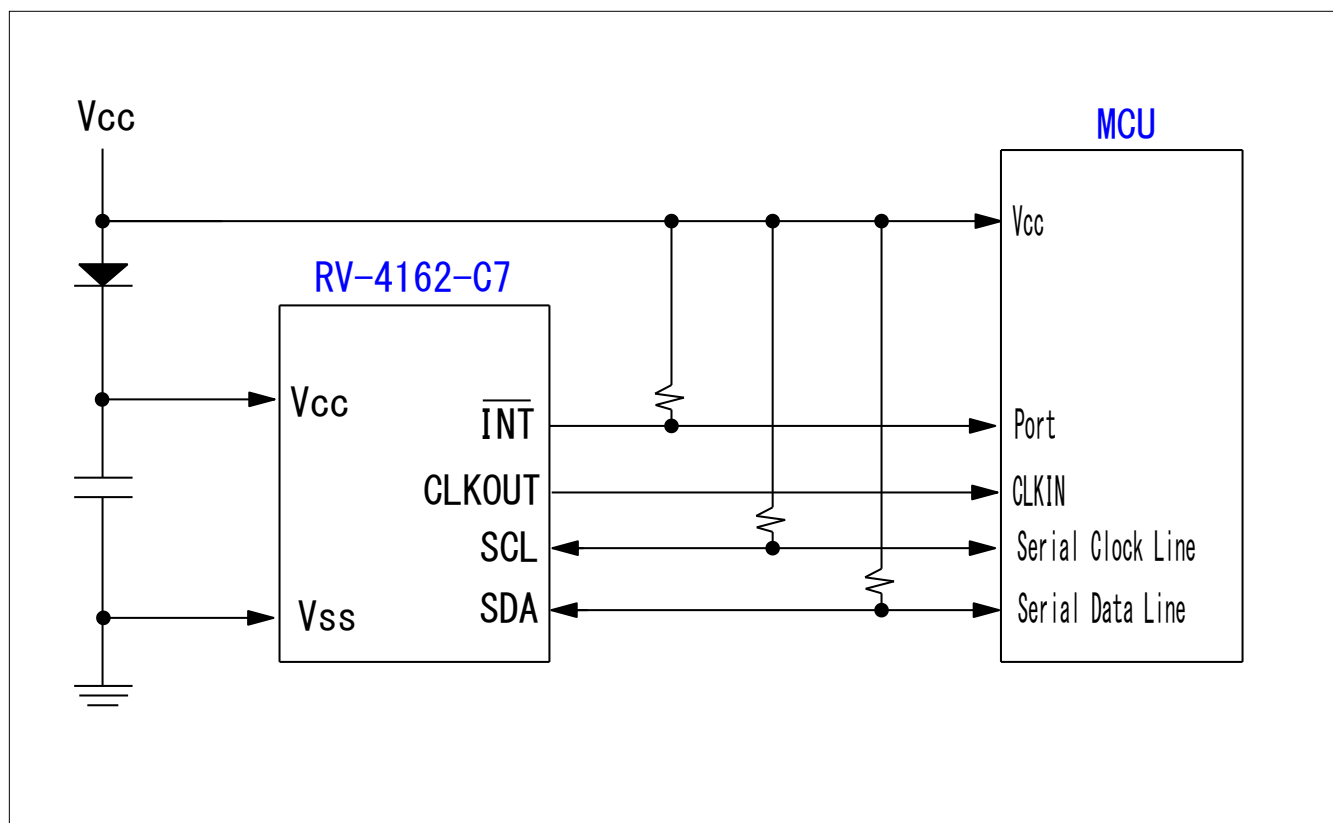 Vcc
MCU
Vcc
RV-4162-C7
Vcc
INT
Port
CLKOUT
CLKIN
SCL
Serial Clock Line
Vss
SDA
Serial Data Line